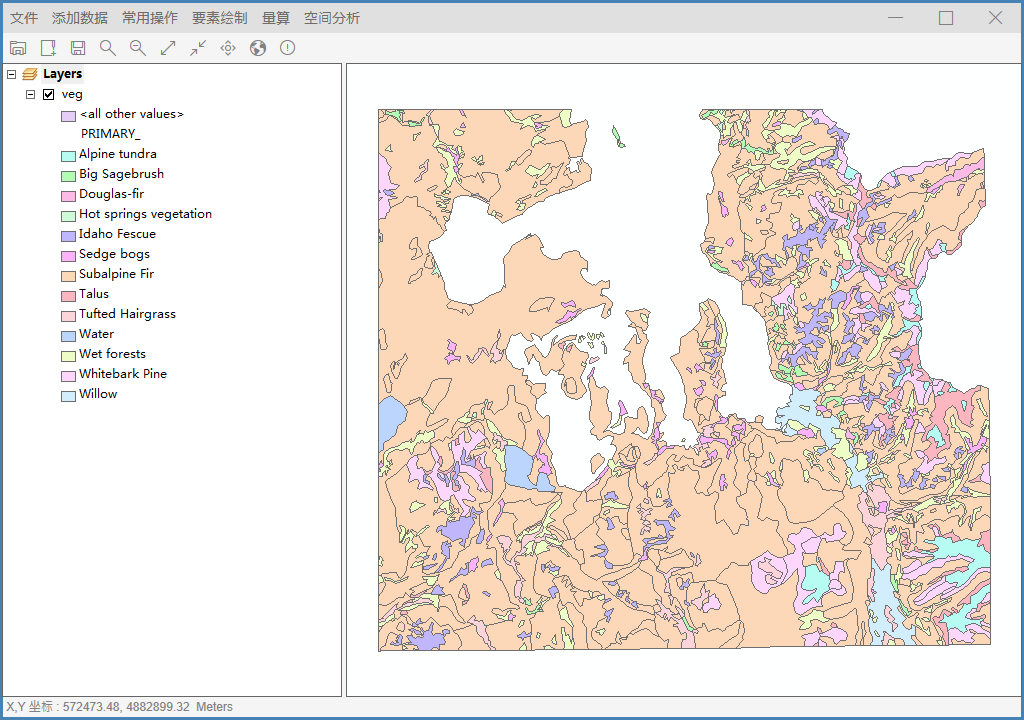 文件 添加数据 常用操作 要素绘制 量算 空间分析
Layers
veg
<all other values>
PRIMARY_
Alpine tundra
Big Sagebrush
Douglas-fir
Hot springs vegetation
Idaho Fescue
Sedge bogs
Subalpine Fir
Talus
Tufted Hairgrass
Water
Wet forests
Whitebark Pine
Willow
X,Y 坐标 : 572473.48, 4882899.32 Meters